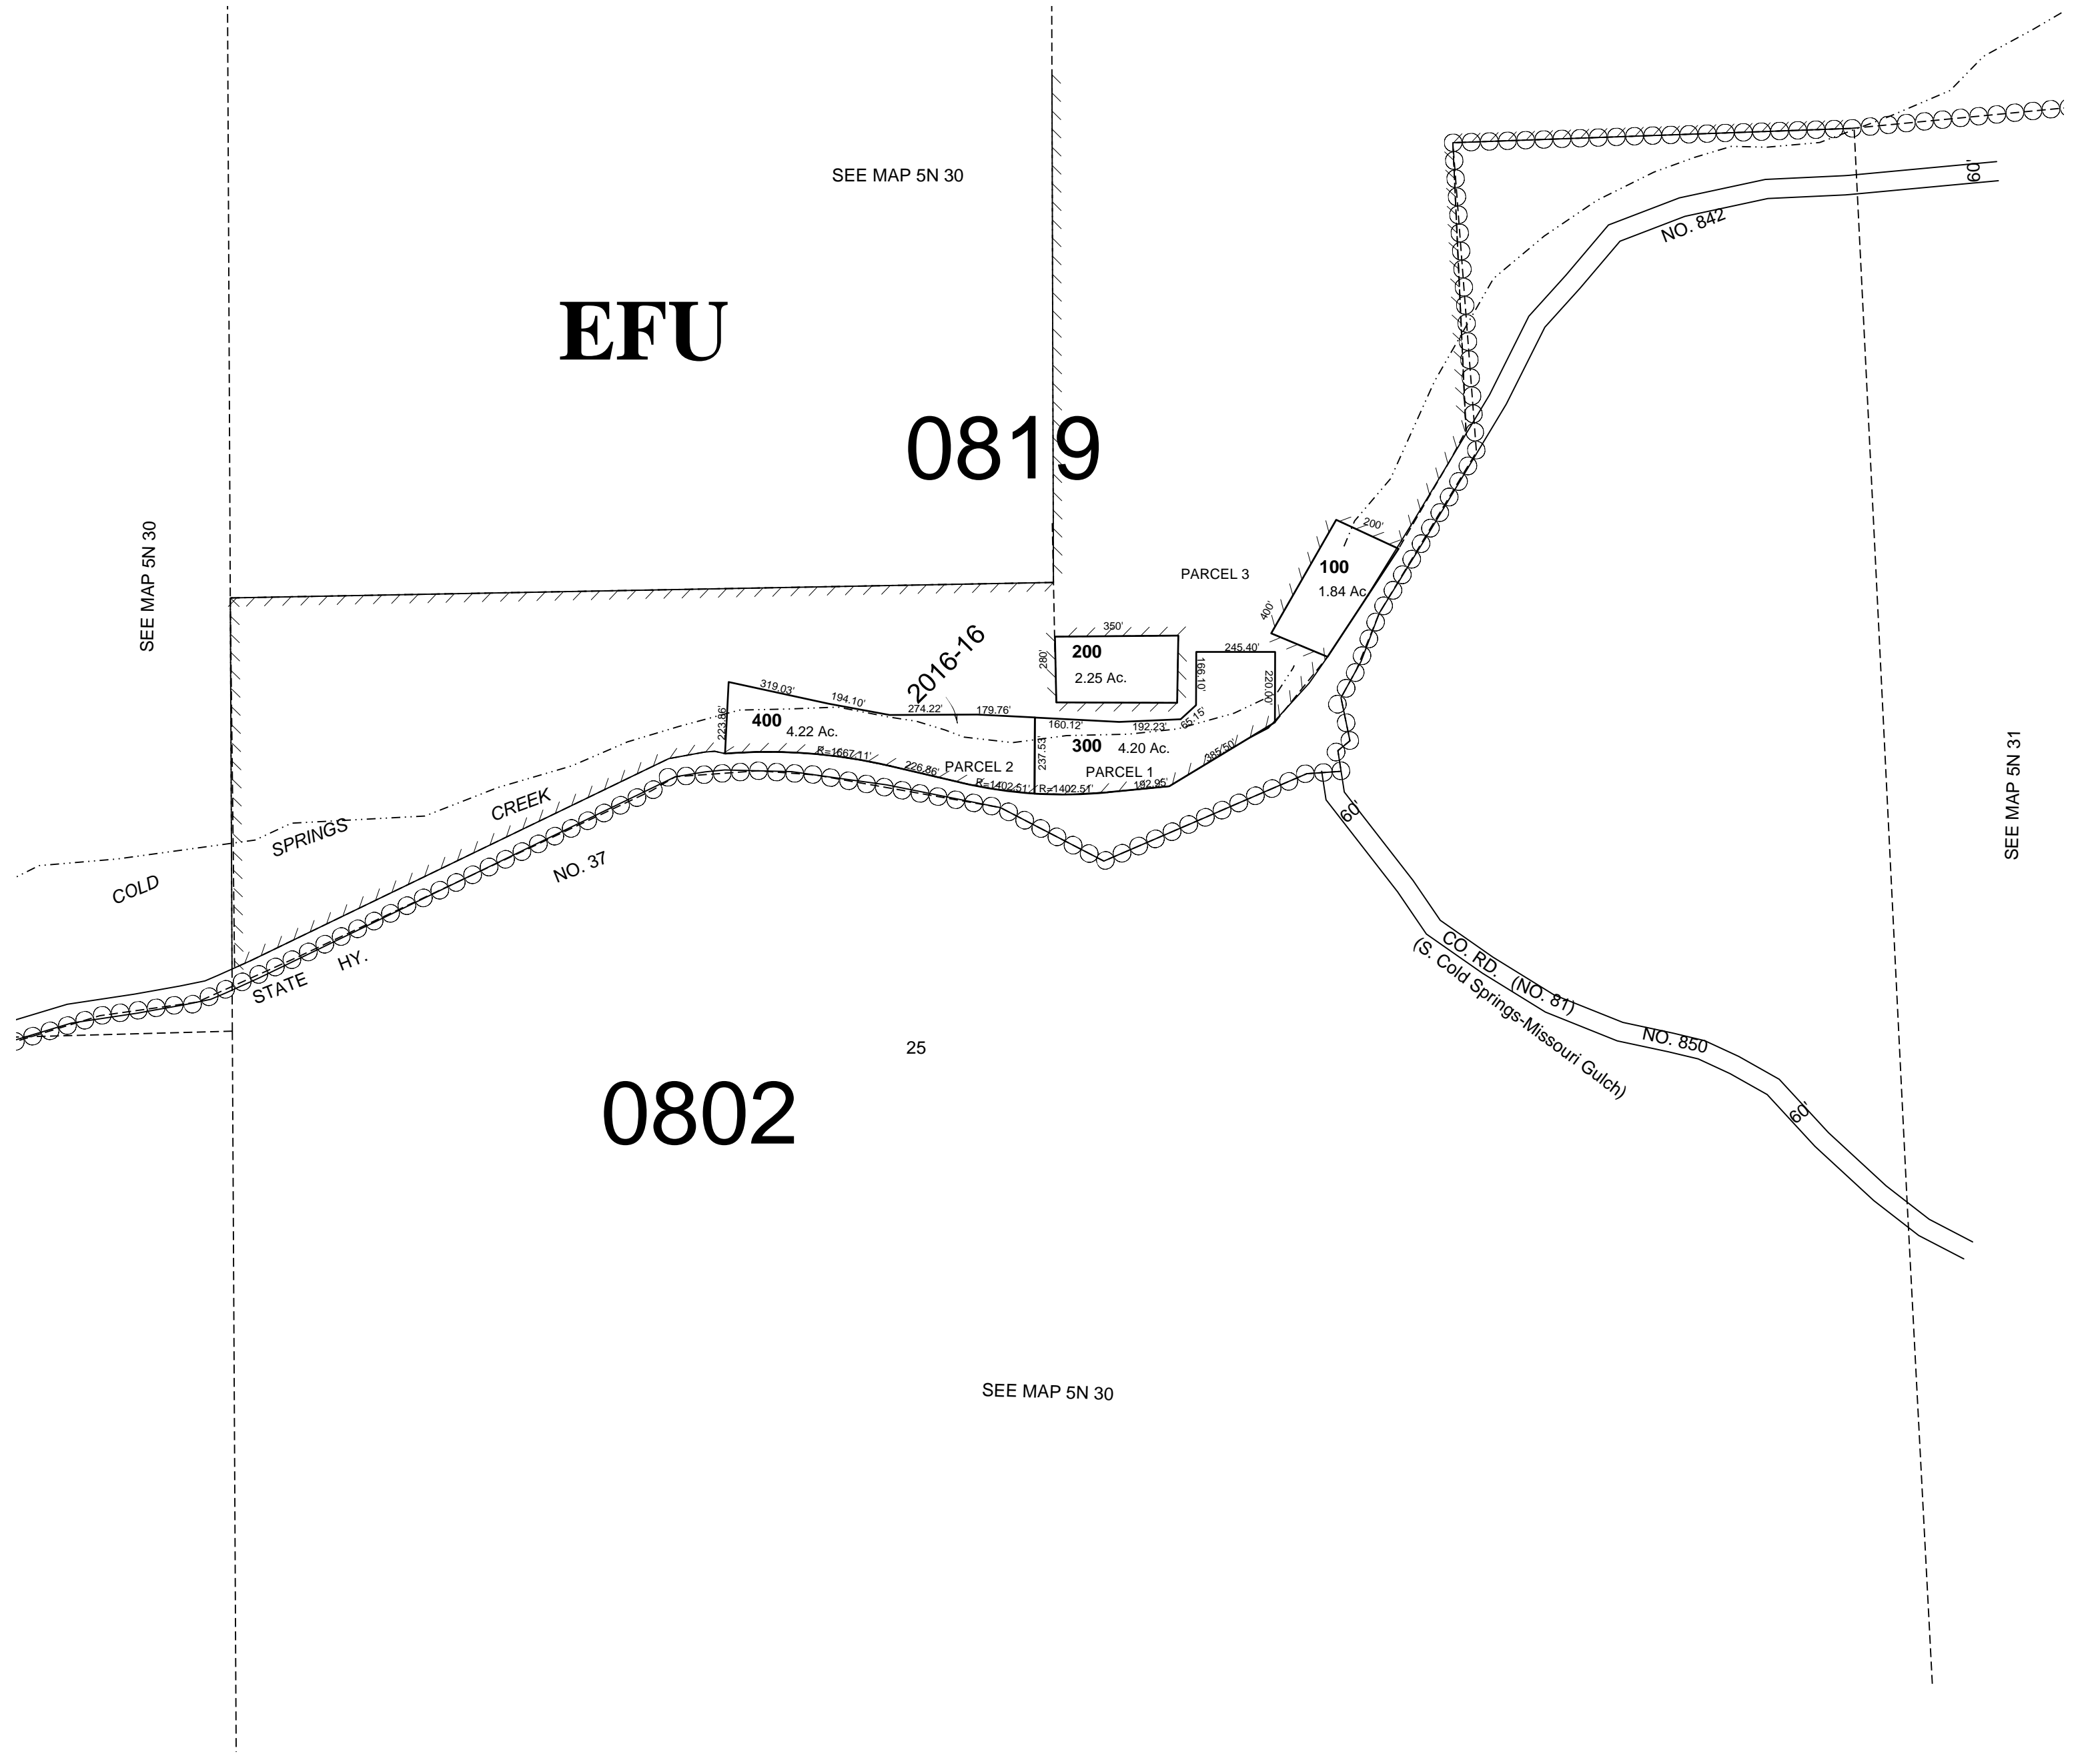 SEE MAP 5N 30
60'
NO. 842
EFU
0819
SEE MAP 5N 30
200'
100
1.84 Ac.
400'
PARCEL 3
350'
200
2.25 Ac.
280'
245.40'
166.10'
220.00'
65.15'
2016-16
319.03'
194.10'
274.22'
179.76'
160.12'
192.23'
223.86'
400
4.22 Ac.
300
4.20 Ac.
237.53'
R=1667.11'
226.86'
PARCEL 2
PARCEL 1
R=1402.51'
R=1402.51'
192.95'
385.50'
SEE MAP 5N 31
COLD SPRINGS CREEK
60'
STATE HY. NO. 37
CO. RD. (NO. 81)
(S. Cold Springs-Missouri Gulch)
NO. 850
60'
25
0802
SEE MAP 5N 30